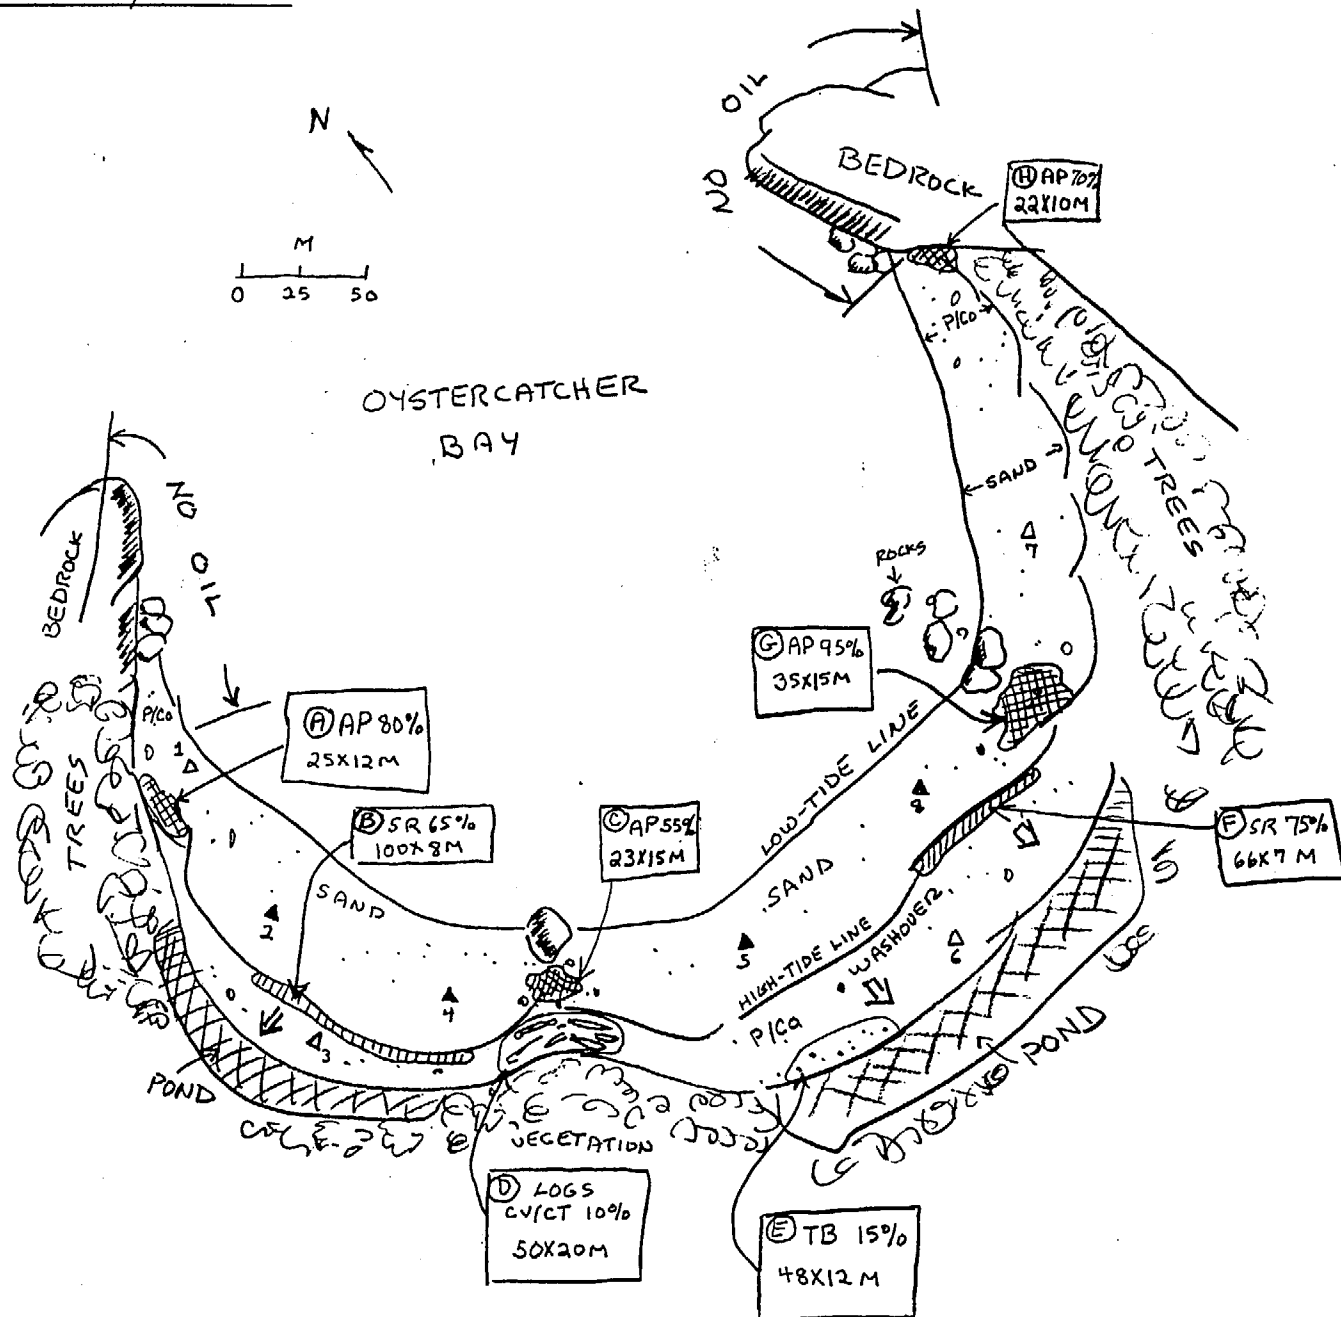 N
M
0 25 50
OIL
NO
BEDROCK
Ⓗ AP 70%
22X10M
P/Co
OYSTERCATCHER
BAY
SAND
TREES
7
ROCKS
NO OIL
BEDROCK
Ⓖ AP 95%
35X15M
P/Co
1
Ⓐ AP 80%
25X12M
TREES
LOW-TIDE LINE
8
Ⓑ SR 65%
100X8M
Ⓒ AP 55%
23X15M
Ⓕ SR 75%
66X7 M
SAND
SAND
2
5
4
HIGH-TIDE LINE
WASHOVER
6
3
P/Co
POND
POND
VEGETATION
Ⓓ LOGS
CV/CT 10%
50X20M
Ⓔ TB 15%
48X12 M